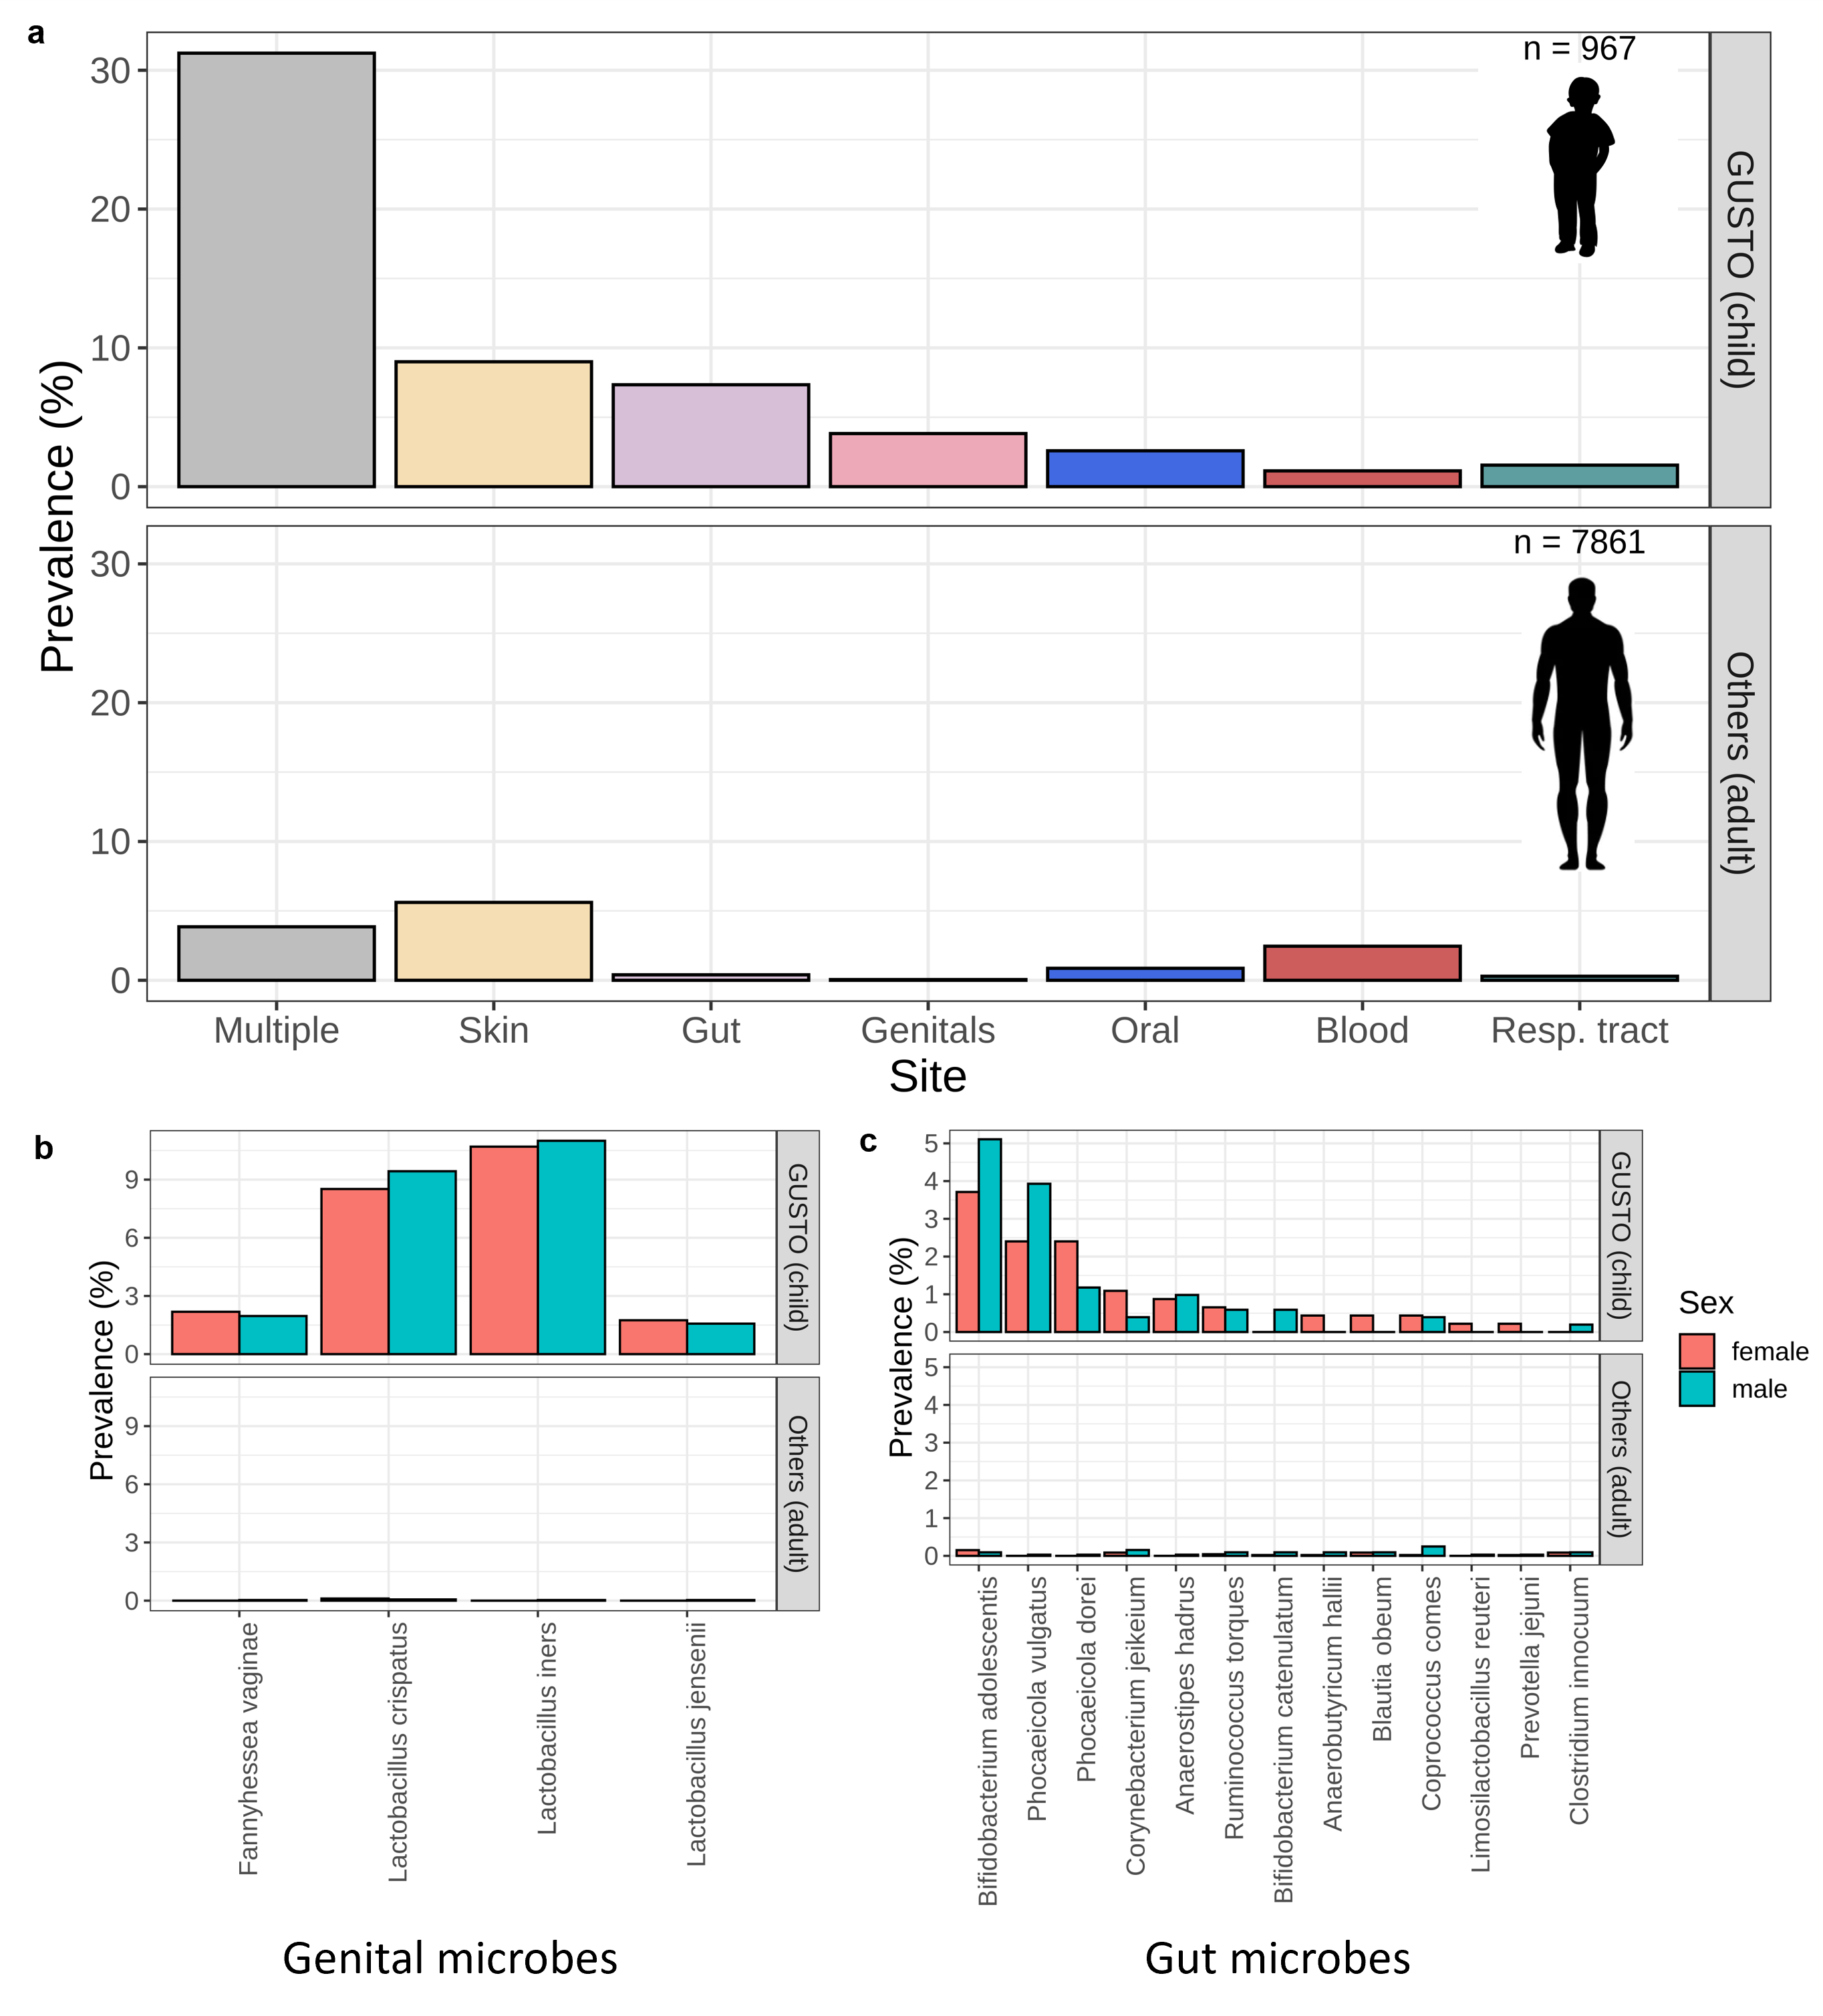 a
Prevalence (%)
30
20
10
0
n = 967
GUSTO (child)
30
20
10
0
n = 7861
Others (adult)
Multiple Skin Gut Genitals Oral Blood Resp. tract
Site
b
Prevalence (%)
9
6
3
0
GUSTO (child)
9
6
3
0
Others (adult)
Fannyhessea vaginae
Lactobacillus crispatus
Lactobacillus iners
Lactobacillus jensenii
Genital microbes
c
Prevalence (%)
5
4
3
2
1
0
GUSTO (child)
5
4
3
2
1
0
Others (adult)
Bifidobacterium adolescentis
Phocaeicola vulgatus
Phocaeicola dorei
Corynebacterium jeikeium
Anaerostipes hadrus
Ruminococcus torques
Bifidobacterium catenulatum
Anaerobutyricum hallii
Blautia obeum
Coprococcus comes
Limosilactobacillus reuteri
Prevotella jejuni
Clostridium innocuum
Gut microbes
Sex
female
male